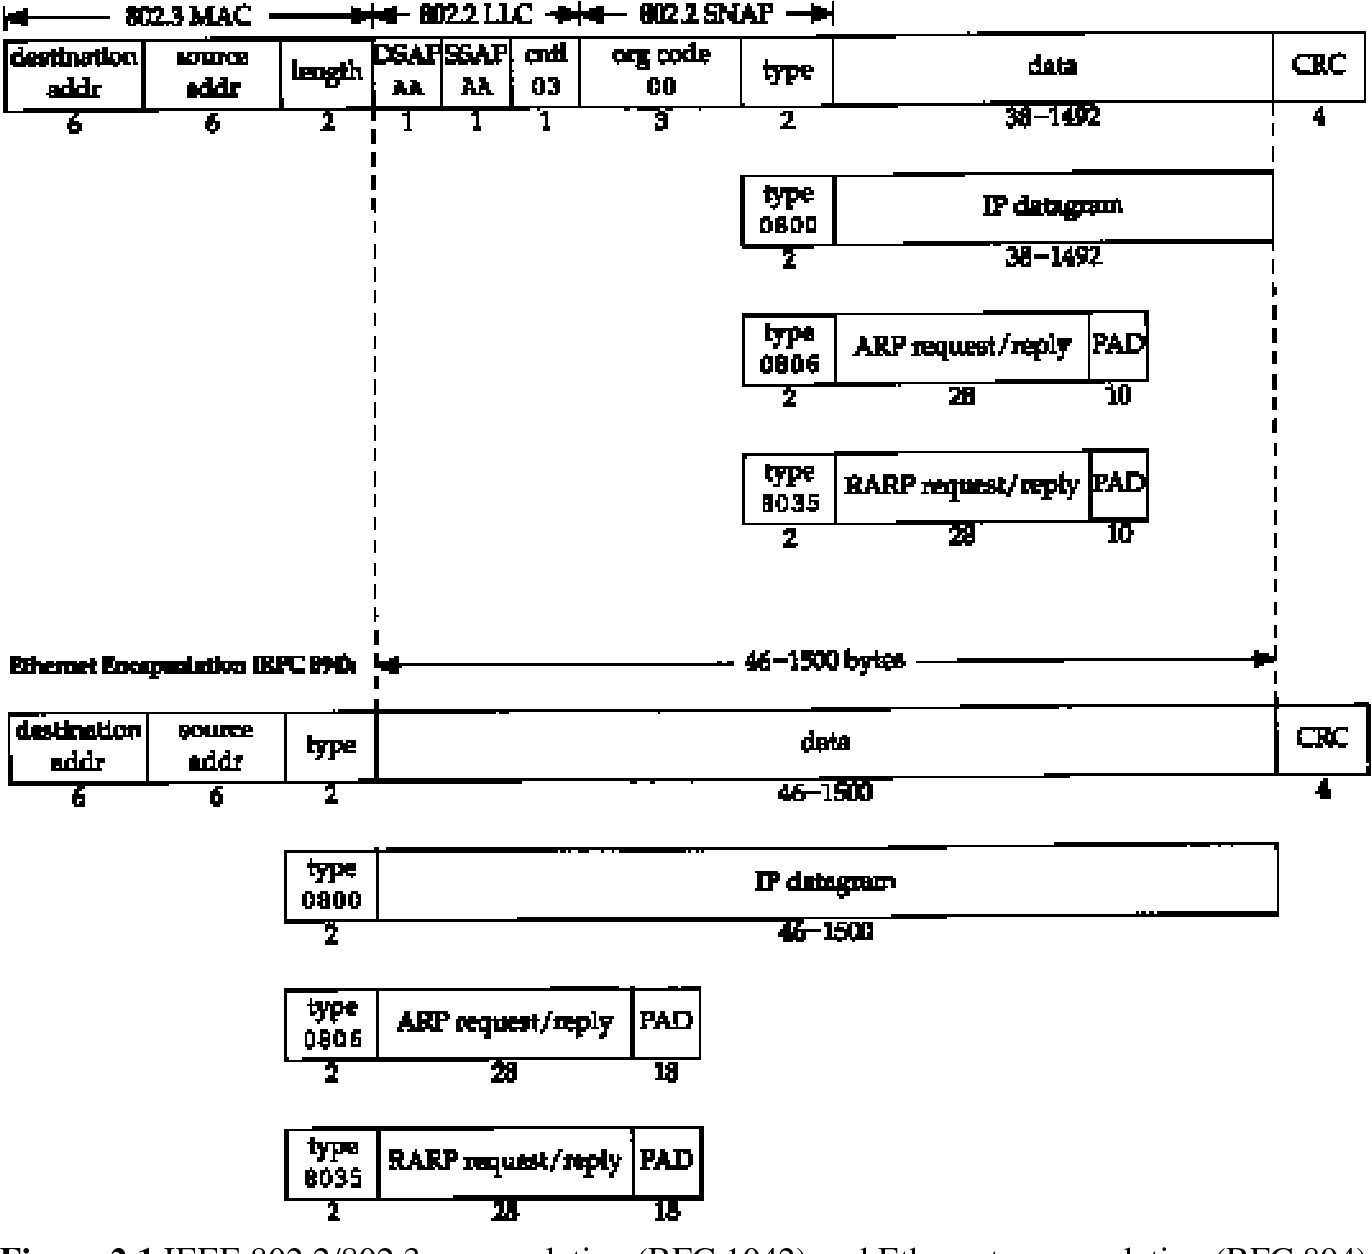 802.3 MAC 802.2 LLC 802.2 SNAP
destination addr source addr length DSAP AA SSAP AA cntl 03 org code 00 type data CRC
6 6 2 1 1 1 3 2 38-1492 4
type 0800 IP datagram
2 38-1492
type 0806 ARP request/reply PAD
2 28 10
type 8035 RARP request/reply PAD
2 28 10
Ethernet Encapsulation (RFC 894): 46-1500 bytes
destination addr source addr type data CRC
6 6 2 46-1500 4
type 0800 IP datagram
2 46-1500
type 0806 ARP request/reply PAD
2 28 18
type 8035 RARP request/reply PAD
2 28 18
Figure 2.1 IEEE 802.2/802.3 encapsulation (RFC 1042) and Ethernet encapsulation (RFC 894)